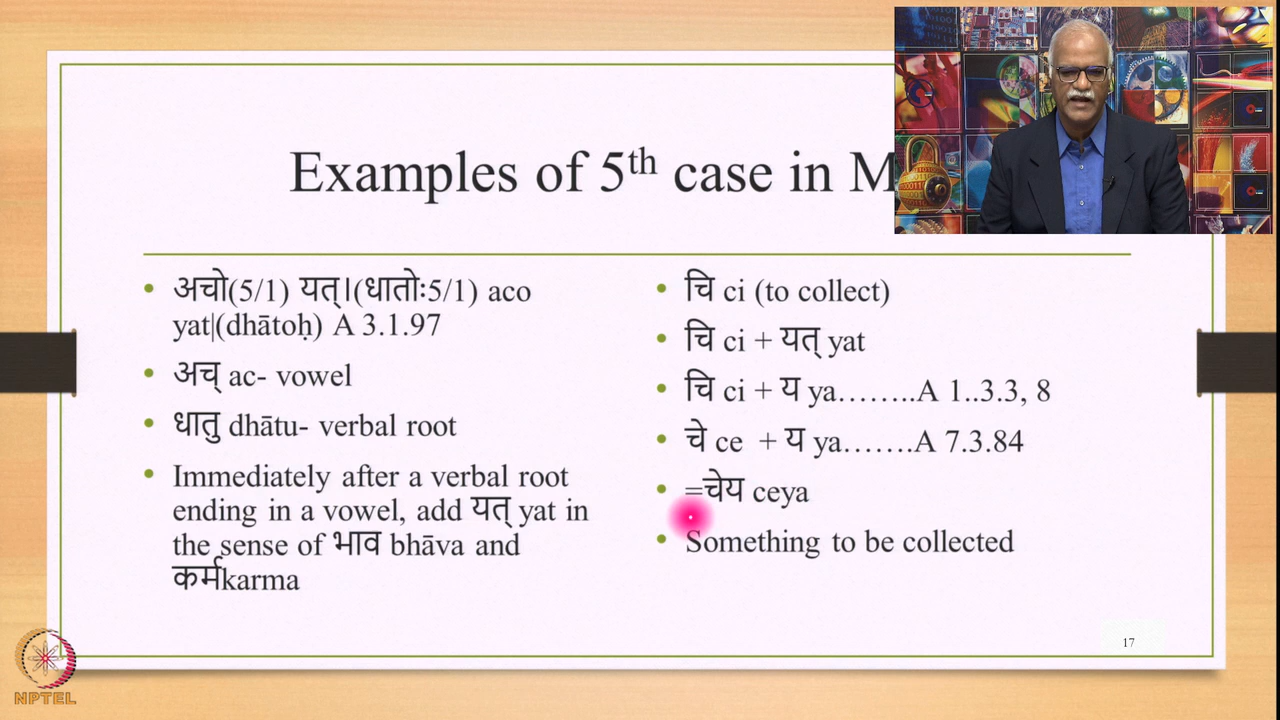 Examples of 5th case in M
अचो(5/1) यत्।(धातोः5/1) aco
yat|(dhātoḥ) A 3.1.97
अच् ac- vowel
धातु dhātu- verbal root
Immediately after a verbal root
ending in a vowel, add यत् yat in
the sense of भाव bhāva and
कर्मkarma
चि ci (to collect)
चि ci + यत् yat
चि ci + य ya……..A 1..3.3, 8
चे ce + य ya…….A 7.3.84
=चेय ceya
Something to be collected
17
NPTEL